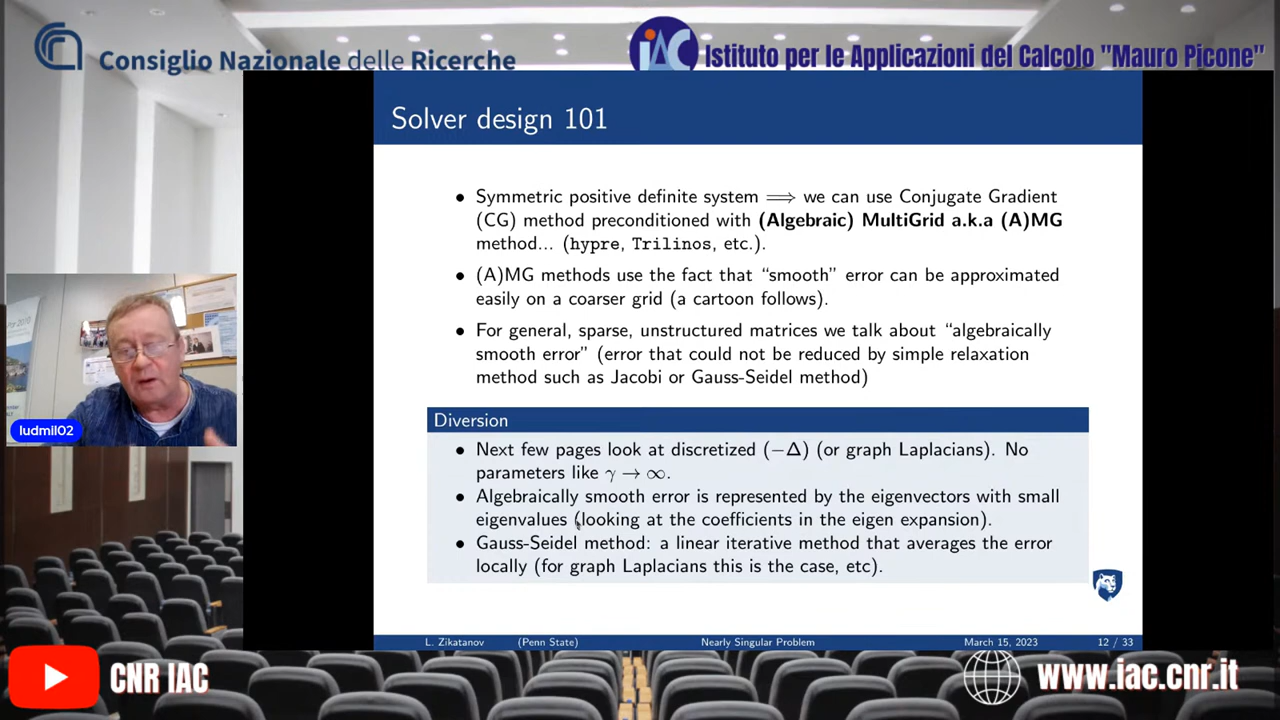 Consiglio Nazionale delle Ricerche
iAC
Istituto per le Applicazioni del Calcolo "Mauro Picone"
Solver design 101
• Symmetric positive definite system ⟹ we can use Conjugate Gradient
(CG) method preconditioned with (Algebraic) MultiGrid a.k.a (A)MG
method... (hypre, Trilinos, etc.).
• (A)MG methods use the fact that “smooth” error can be approximated
easily on a coarser grid (a cartoon follows).
• For general, sparse, unstructured matrices we talk about “algebraically
smooth error” (error that could not be reduced by simple relaxation
method such as Jacobi or Gauss-Seidel method)
Diversion
• Next few pages look at discretized (−Δ) (or graph Laplacians). No
parameters like γ → ∞.
• Algebraically smooth error is represented by the eigenvectors with small
eigenvalues (looking at the coefficients in the eigen expansion).
• Gauss-Seidel method: a linear iterative method that averages the error
locally (for graph Laplacians this is the case, etc).
L. Zikatanov (Penn State) Nearly Singular Problem March 15, 2023 12 / 33
ludmil02
CNR IAC
www.iac.cnr.it